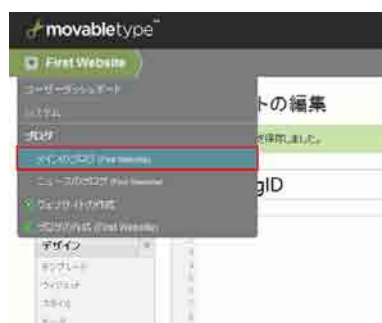 movabletype
First Website
ユーザーダッシュボード
システム
トの編集
ブログ
を保存しました。
メインのブログ (First Website)
ニュースのブログ (First Website)
gID
ウェブサイトの作成
ブログの作成 (First Website)
デザイン
テンプレート
ウィジェット
スタイル
テーマ